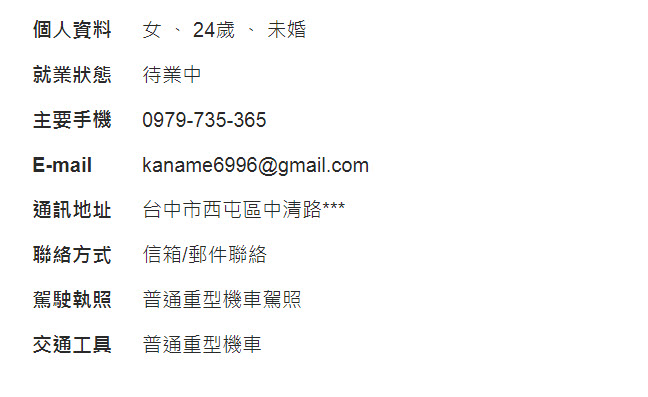 個人資料 女 、 24歲 、 未婚
就業狀態 待業中
主要手機 0979-735-365
E-mail kaname6996@gmail.com
通訊地址 台中市西屯區中清路***
聯絡方式 信箱/郵件聯絡
駕駛執照 普通重型機車駕照
交通工具 普通重型機車